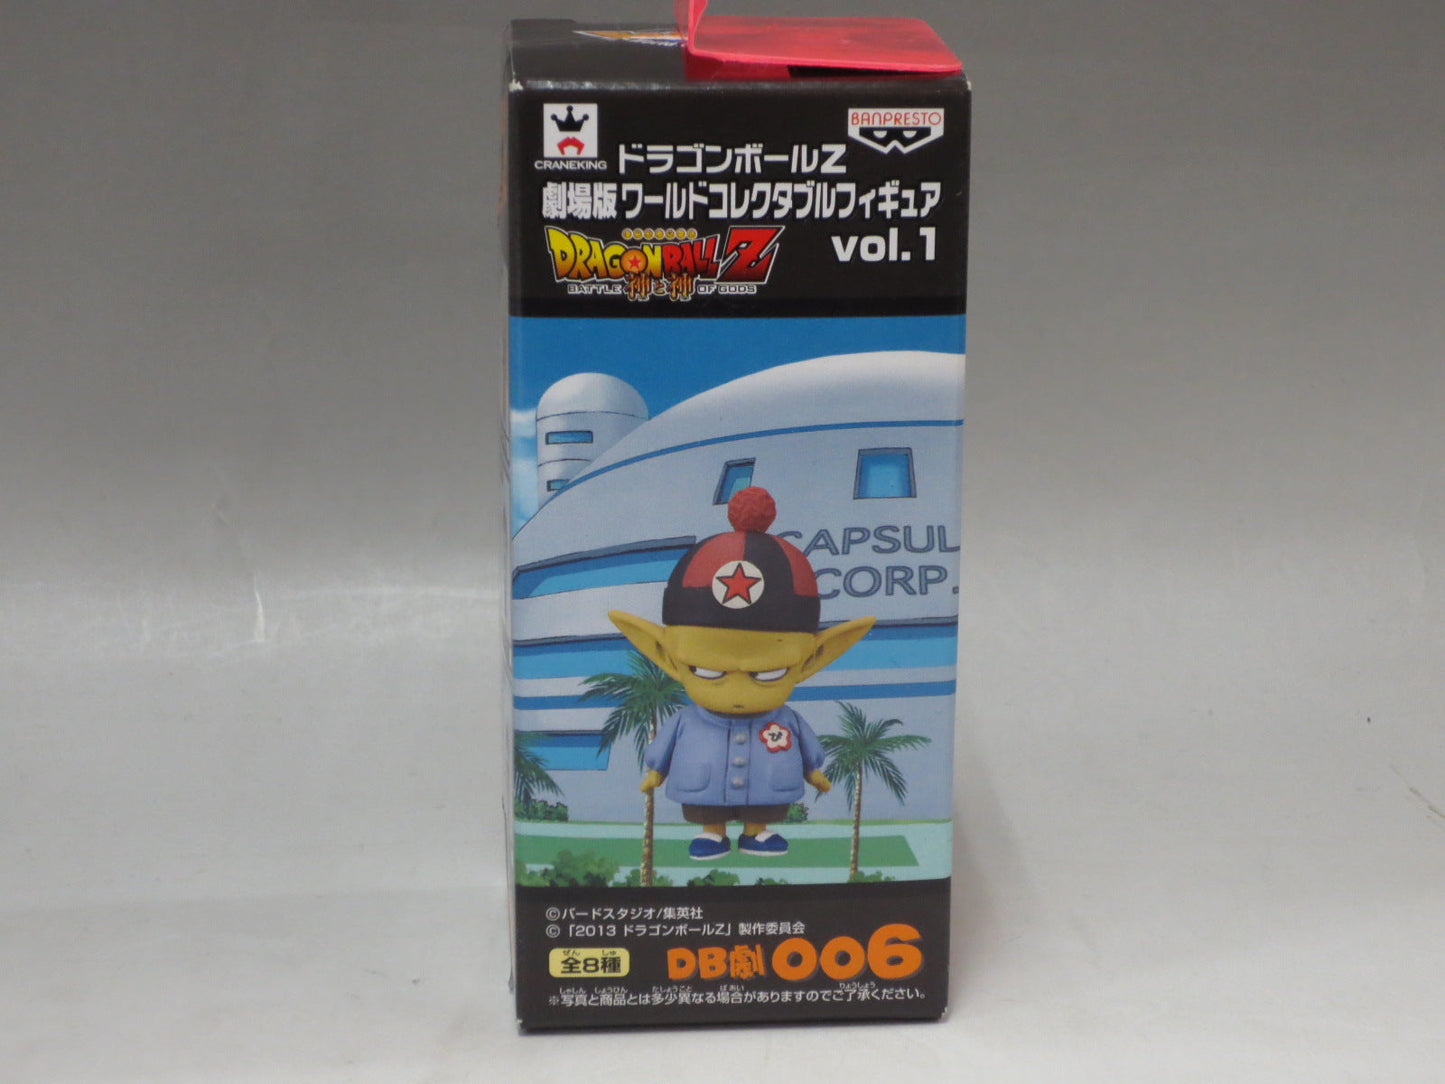 CRANEKING
BANPRESTO
ドラゴンボールZ
劇場版 ワールドコレクタブルフィギュア
DRAGONBALL Z
BATTLE 神と神 OF GODS
vol.1
CAPSUL
CORP.
ぴ
©バードスタジオ/集英社
©「2013 ドラゴンボールZ」製作委員会
全8種
DB劇 006
※写真と商品とは多少異なる場合がありますのでご了承ください。